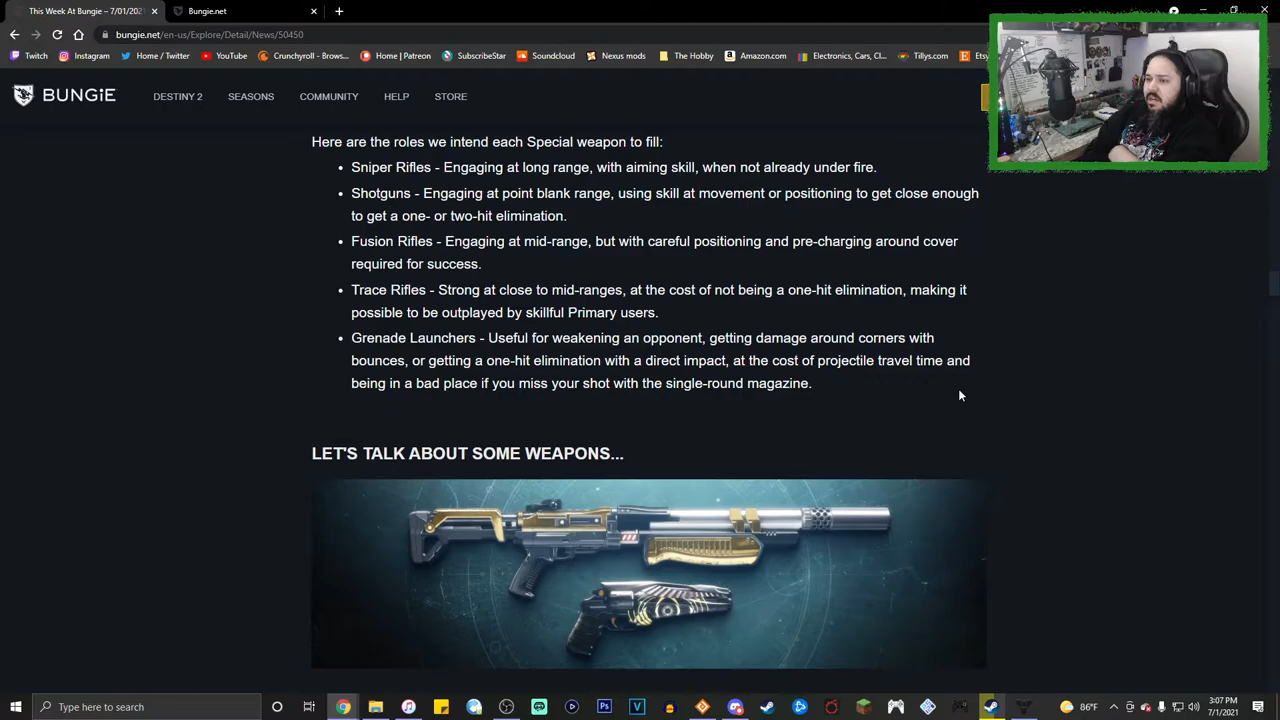 This Week At Bungie – 7/01/2021
Bungie.net
bungie.net/en-us/Explore/Detail/News/50450
Twitch Instagram Home / Twitter YouTube Crunchyroll - Brows... Home | Patreon SubscribeStar Soundcloud Nexus mods The Hobby Amazon.com Electronics, Cars, Cl... Tillys.com Ets
BUNGiE DESTINY 2 SEASONS COMMUNITY HELP STORE
Here are the roles we intend each Special weapon to fill:
• Sniper Rifles - Engaging at long range, with aiming skill, when not already under fire.
• Shotguns - Engaging at point blank range, using skill at movement or positioning to get close enough
to get a one- or two-hit elimination.
• Fusion Rifles - Engaging at mid-range, but with careful positioning and pre-charging around cover
required for success.
• Trace Rifles - Strong at close to mid-ranges, at the cost of not being a one-hit elimination, making it
possible to be outplayed by skillful Primary users.
• Grenade Launchers - Useful for weakening an opponent, getting damage around corners with
bounces, or getting a one-hit elimination with a direct impact, at the cost of projectile travel time and
being in a bad place if you miss your shot with the single-round magazine.
LET'S TALK ABOUT SOME WEAPONS...
Type here to search
86°F
3:07 PM
7/1/2021